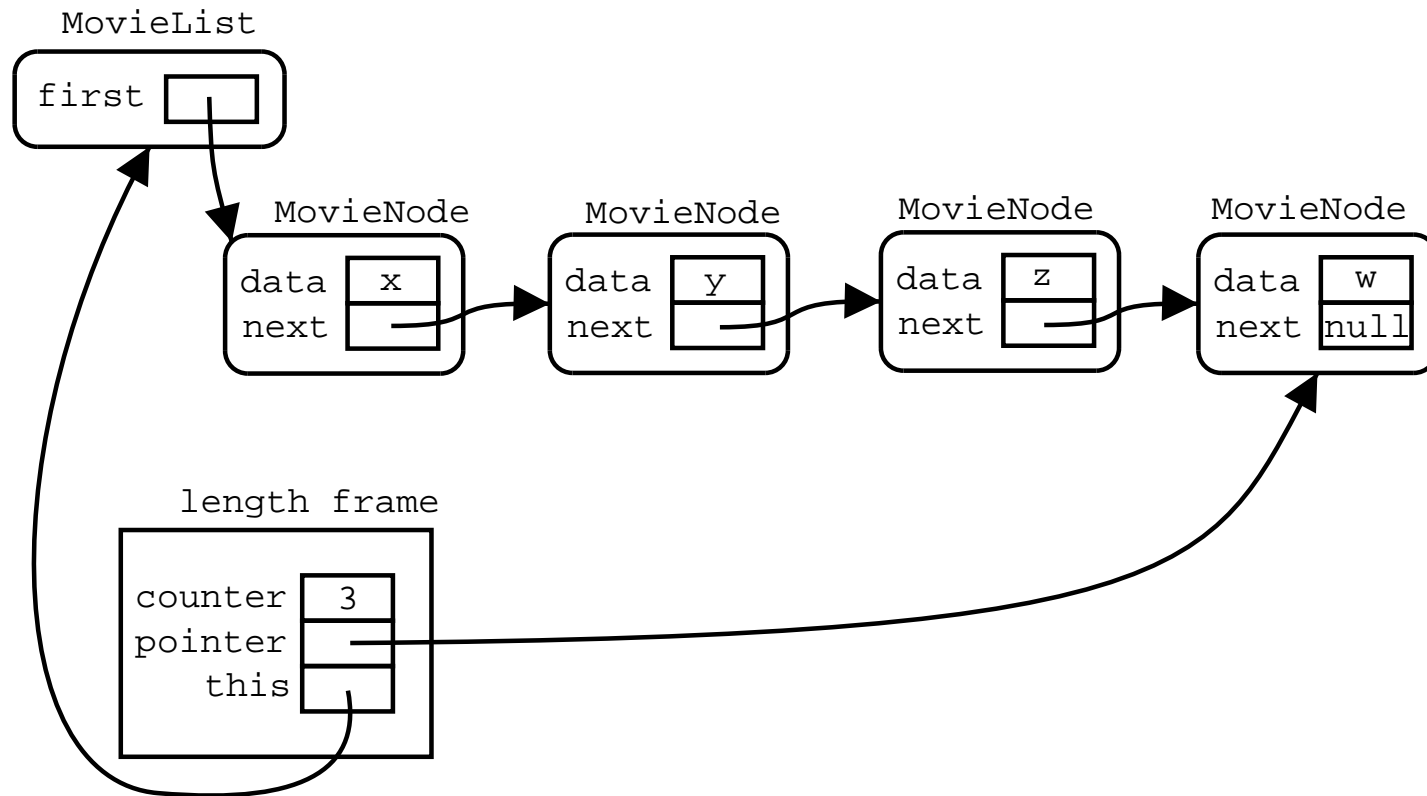 MovieList
first
MovieNode
data x
next
MovieNode
data y
next
MovieNode
data z
next
MovieNode
data w
next null
length frame
counter 3
pointer
this